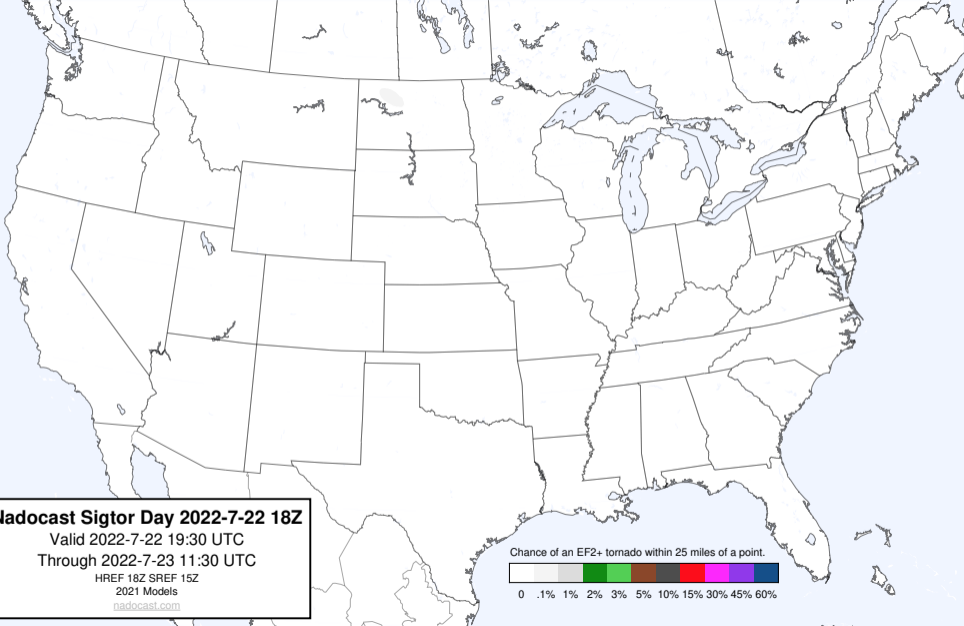 Nadocast Sigtor Day 2022-7-22 18Z
Valid 2022-7-22 19:30 UTC
Through 2022-7-23 11:30 UTC
HREF 18Z SREF 15Z
2021 Models
nadocast.com
Chance of an EF2+ tornado within 25 miles of a point.
0 .1% 1% 2% 3% 5% 10% 15% 30% 45% 60%